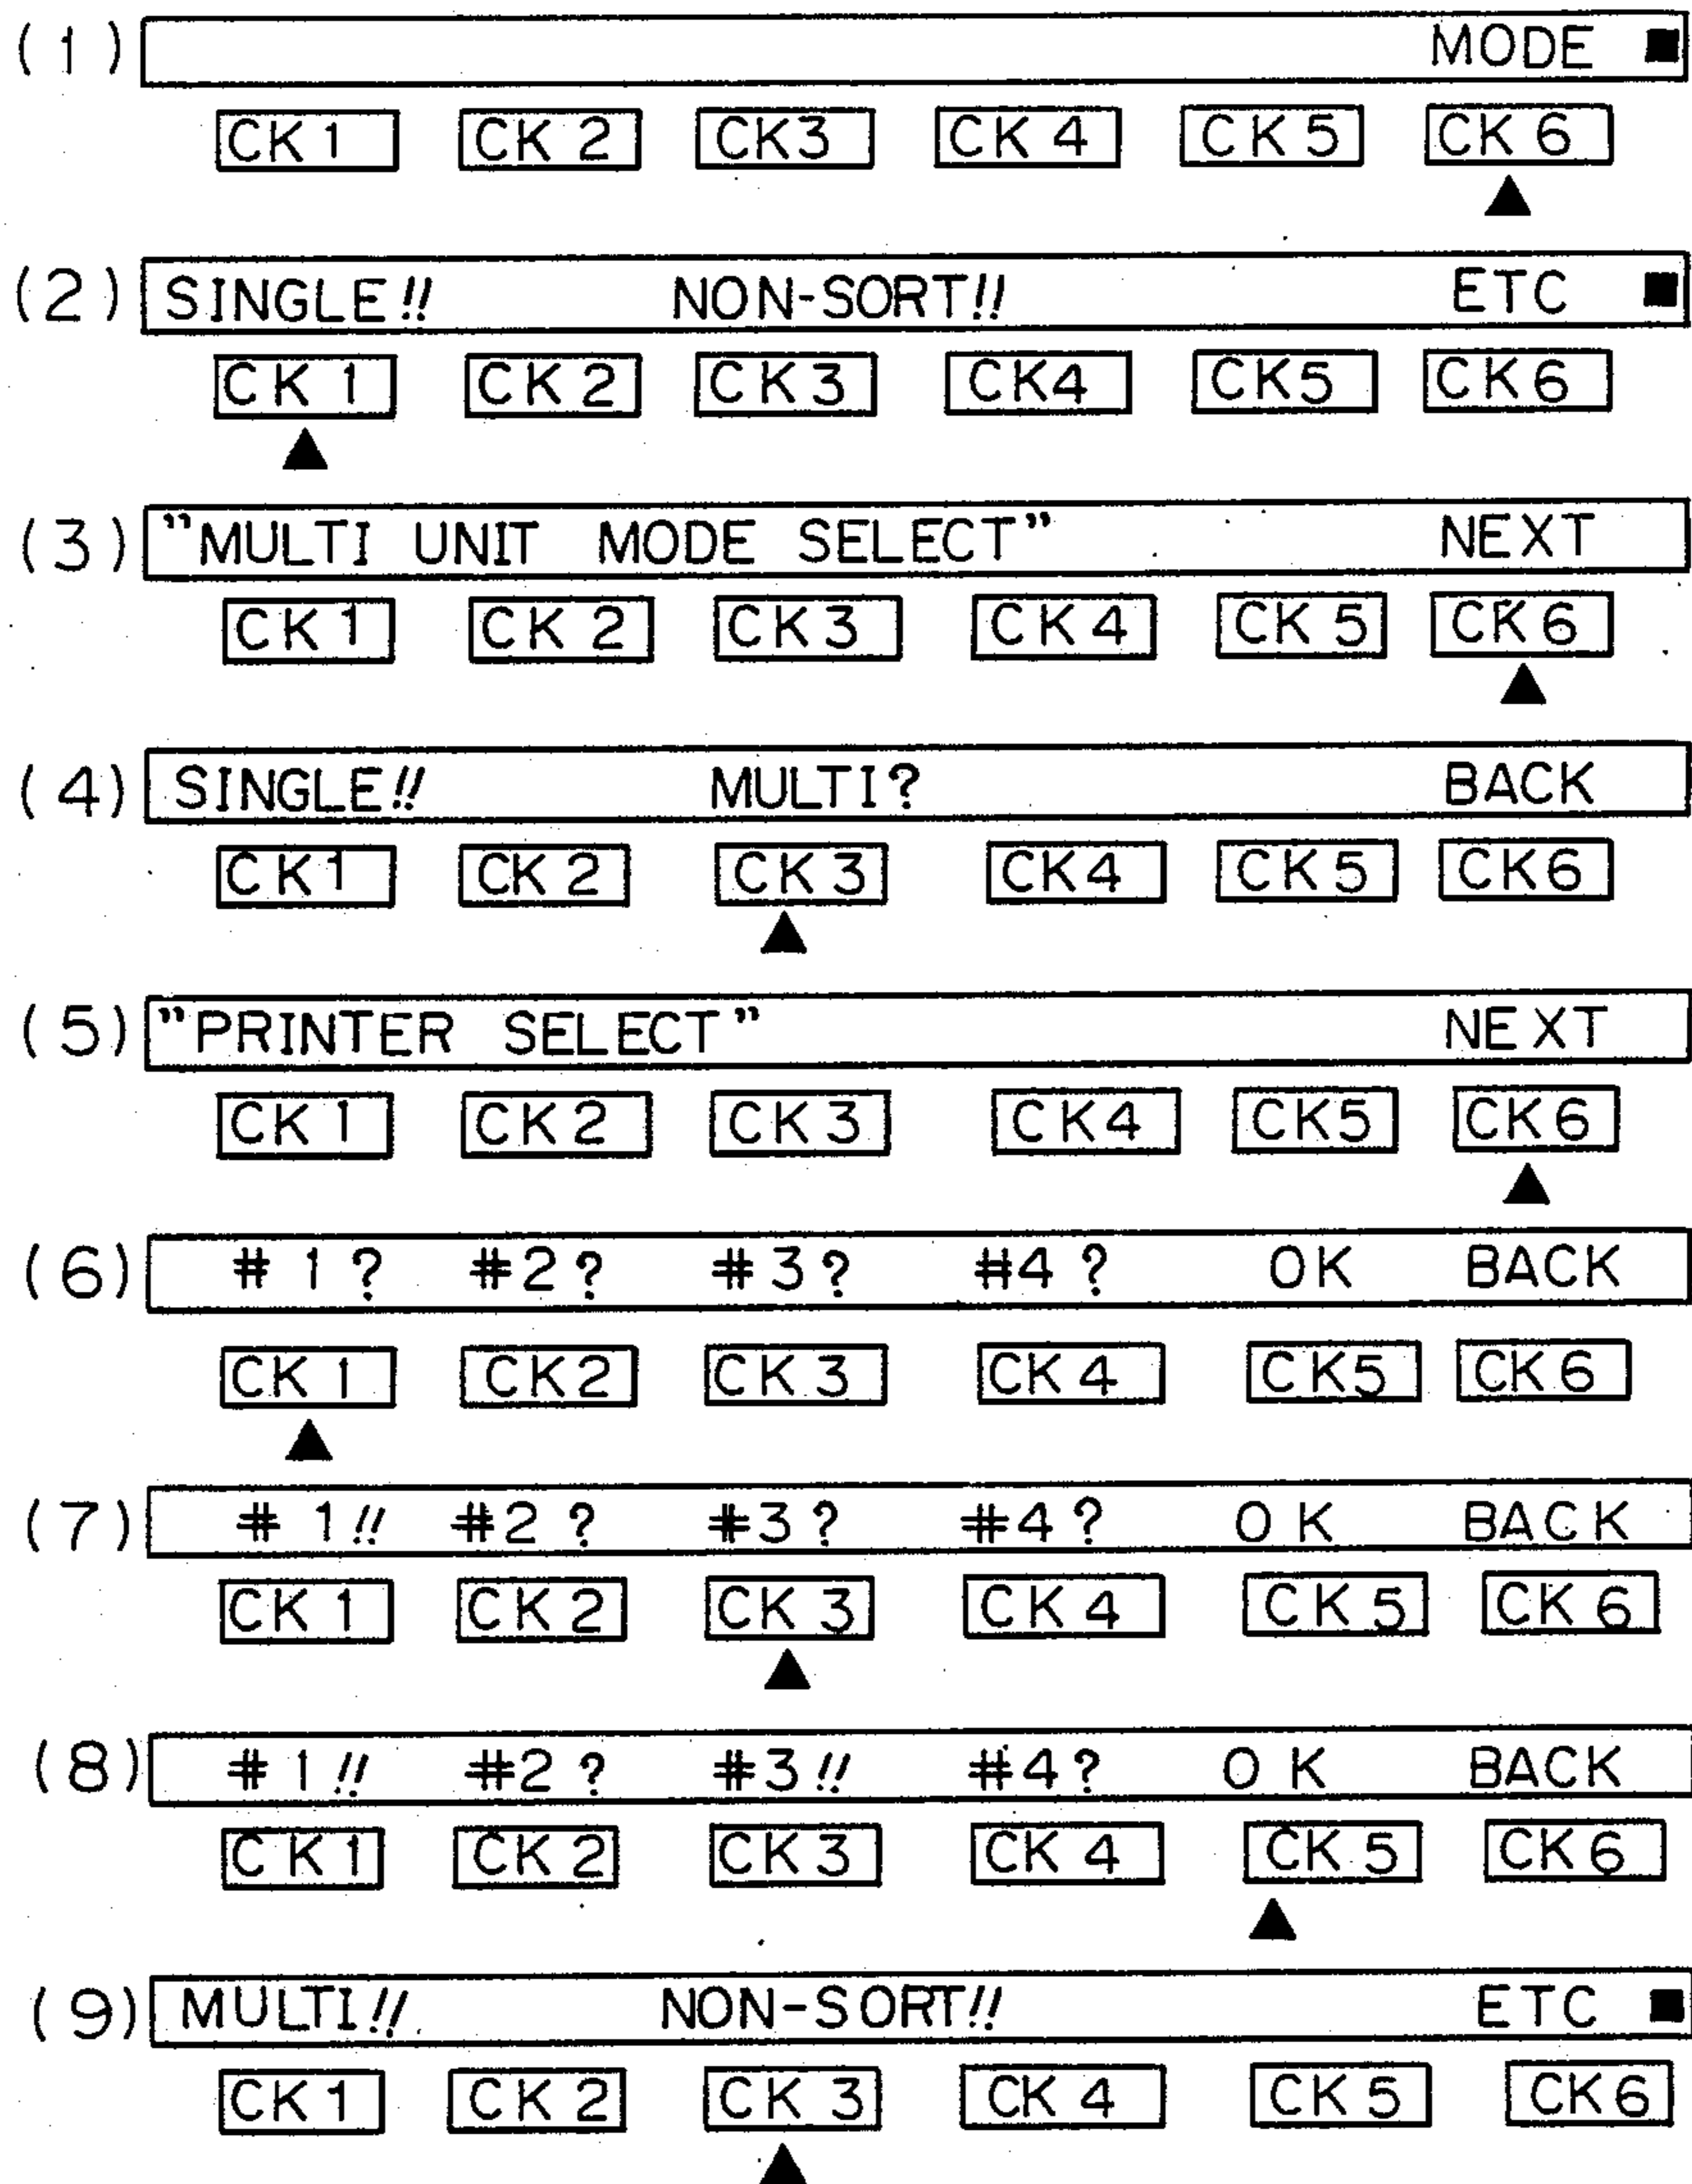 (1) MODE ■
CK1 CK2 CK3 CK4 CK5 CK6
(2) SINGLE!! NON-SORT!! ETC ■
CK1 CK2 CK3 CK4 CK5 CK6
(3) "MULTI UNIT MODE SELECT" NEXT
CK1 CK2 CK3 CK4 CK5 CK6
(4) SINGLE!! MULTI? BACK
CK1 CK2 CK3 CK4 CK5 CK6
(5) "PRINTER SELECT" NEXT
CK1 CK2 CK3 CK4 CK5 CK6
(6) #1? #2? #3? #4? OK BACK
CK1 CK2 CK3 CK4 CK5 CK6
(7) #1!! #2? #3? #4? OK BACK
CK1 CK2 CK3 CK4 CK5 CK6
(8) #1!! #2? #3!! #4? OK BACK
CK1 CK2 CK3 CK4 CK5 CK6
(9) MULTI!! NON-SORT!! ETC ■
CK1 CK2 CK3 CK4 CK5 CK6